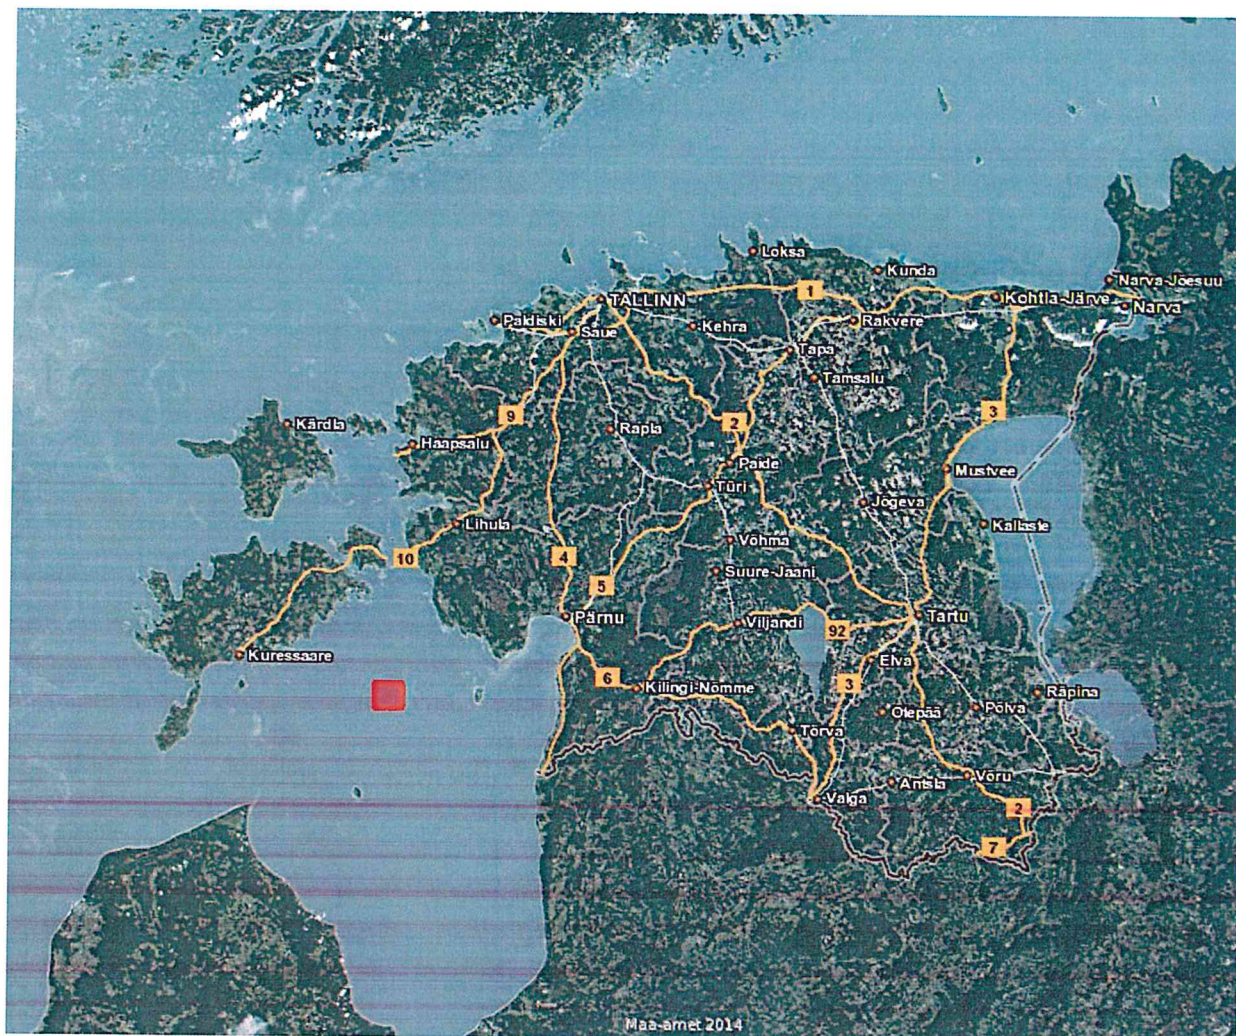 Loksa
Kunda
Narva-Jõesuu
TALLINN
1
Kohtla-Järve
Narva
Paldiski
Saue
Kehra
Rakvere
Tapa
Tamsalu
9
3
Kärdla
Haapsalu
Rapla
2
Paide
Mustvee
Türi
Jõgeva
Lihula
Kallaste
10
4
Võhma
5
Suure-Jaani
Pärnu
Viljandi
92
Tartu
Kuressaare
Elva
6
Kilingi-Nõmme
3
Räpina
Otepää
Põlva
Tõrva
Antsla
Võru
Valga
2
7
Maa-amet 2014